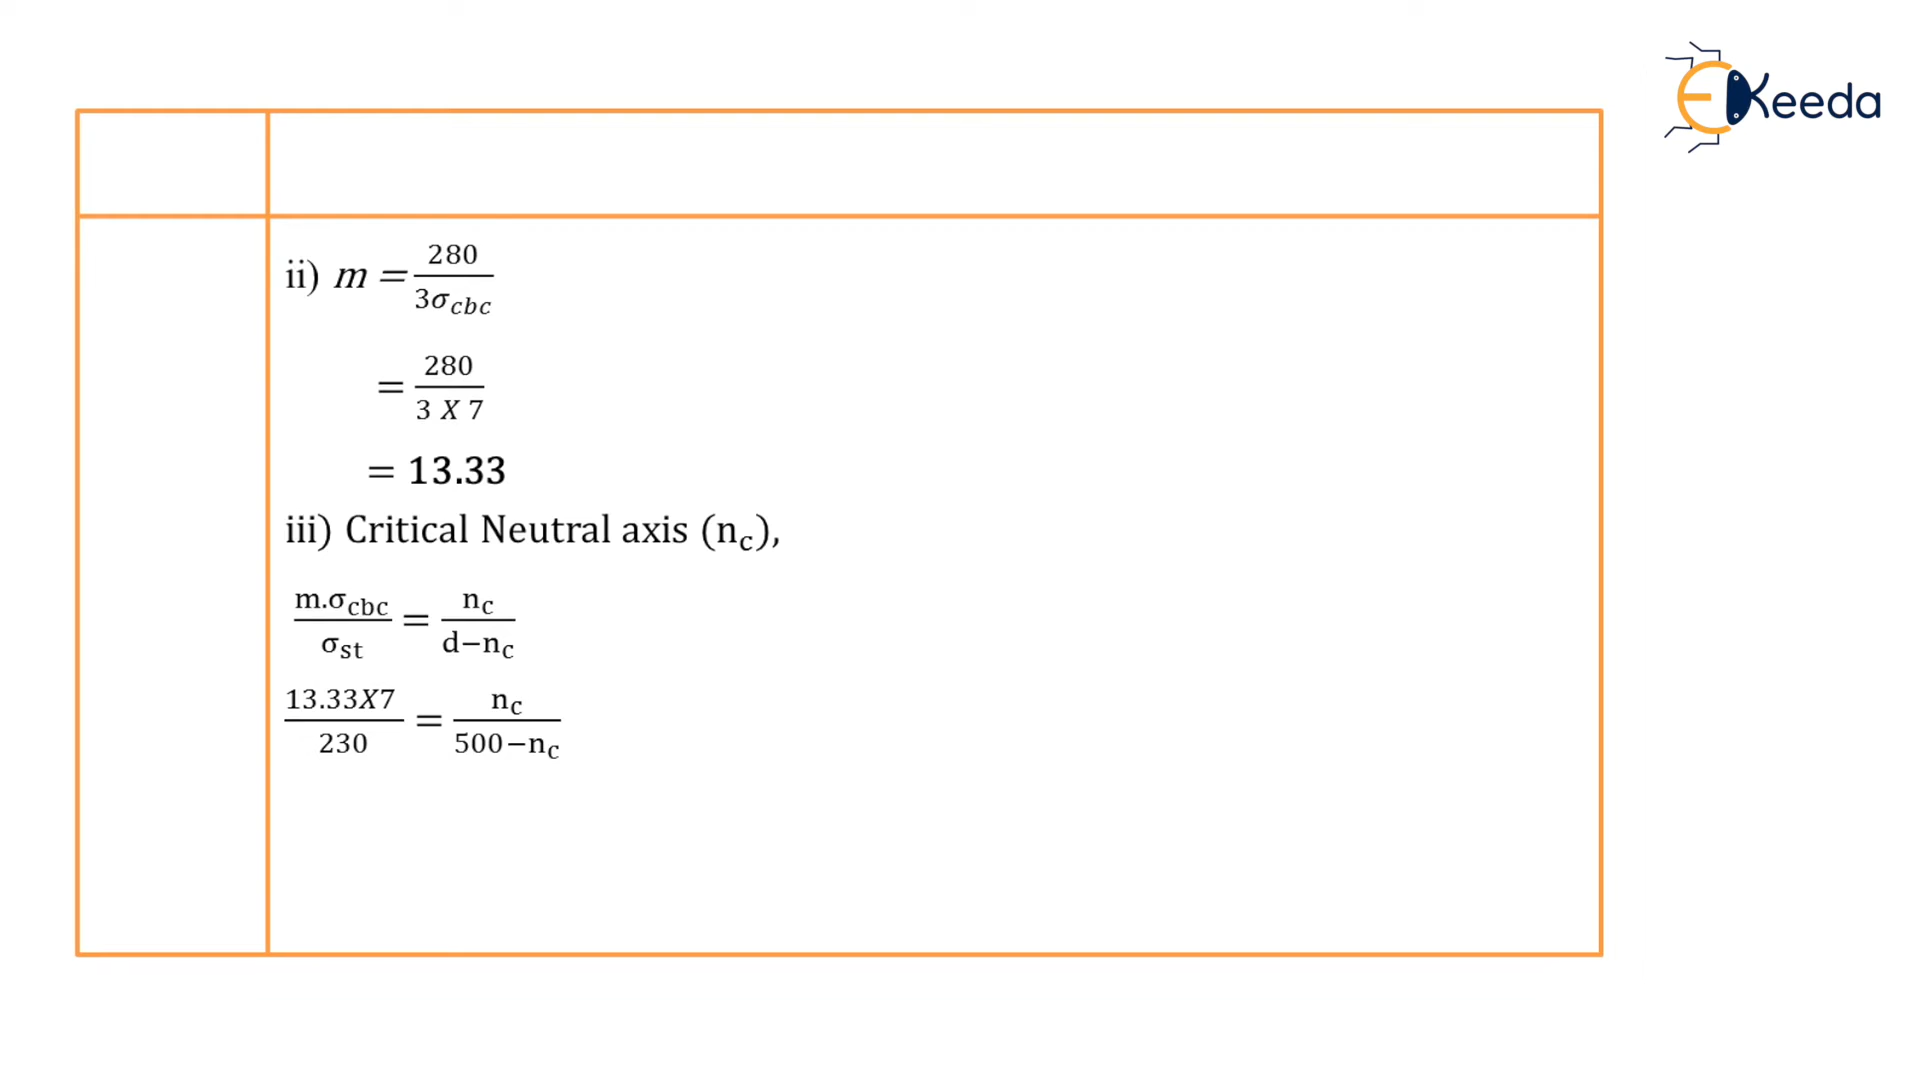 EKeeda
ii) m = 280 / 3σcbc
= 280 / 3 X 7
= 13.33
iii) Critical Neutral axis (nc),
m.σcbc / σst = nc / d−nc
13.33X7 / 230 = nc / 500−nc